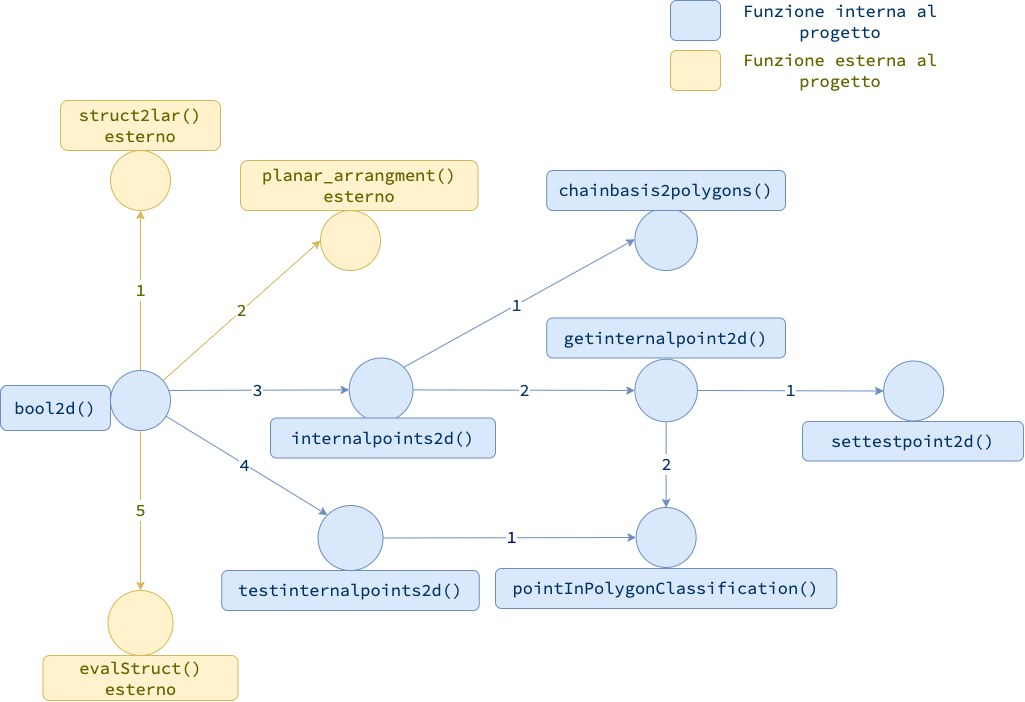 Funzione interna al
progetto
Funzione esterna al
progetto
struct2lar()
esterno
planar_arrangment()
esterno
chainbasis2polygons()
1
2
1
getinternalpoint2d()
bool2d()
3
2
1
internalpoints2d()
settestpoint2d()
4
2
5
1
testinternalpoints2d()
pointInPolygonClassification()
evalStruct()
esterno